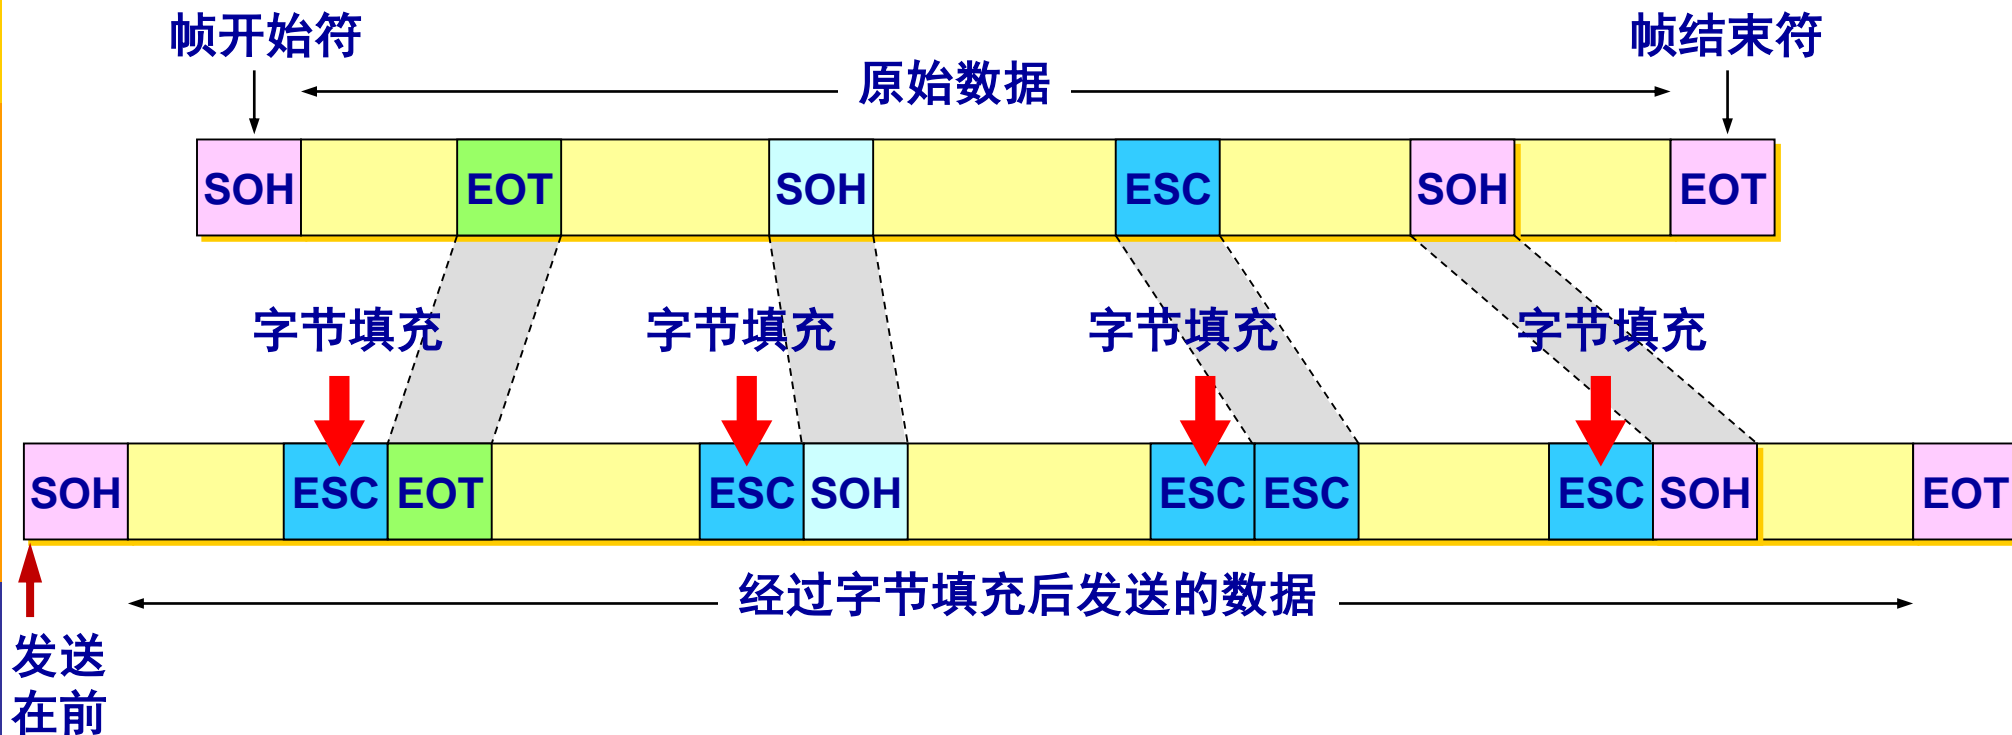 帧开始符
帧结束符
原始数据
SOH EOT SOH ESC SOH EOT
字节填充 字节填充 字节填充 字节填充
SOH ESC EOT ESC SOH ESC ESC ESC SOH EOT
经过字节填充后发送的数据
发送
在前